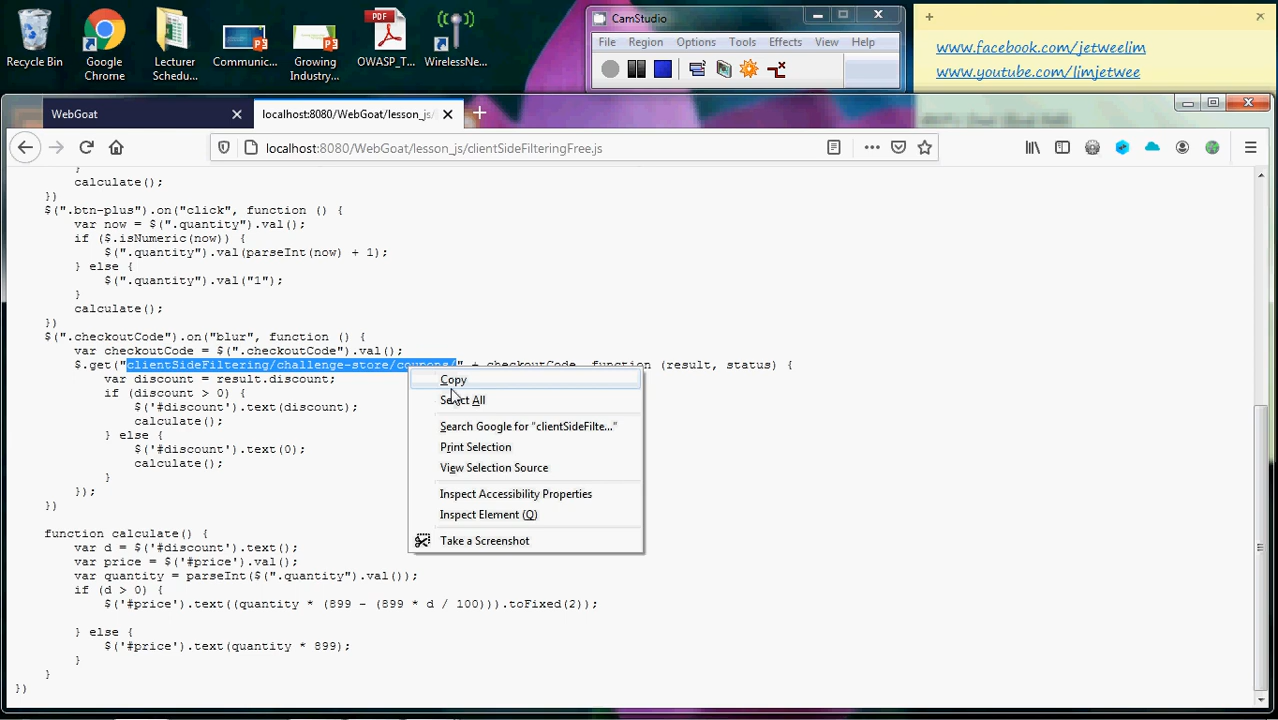 Recycle Bin
Google
Chrome
Lecturer
Schedu...
Communic...
Growing
Industry...
PDF
OWASP_T...
WirelessNe...
CamStudio
File Region Options Tools Effects View Help
www.facebook.com/jetweelim
www.youtube.com/limjetwee
WebGoat
localhost:8080/WebGoat/lesson_js/
localhost:8080/WebGoat/lesson_js/clientSideFilteringFree.js
}
calculate();
})
$(".btn-plus").on("click", function () {
var now = $(".quantity").val();
if ($.isNumeric(now)) {
$(".quantity").val(parseInt(now) + 1);
} else {
$(".quantity").val("1");
}
calculate();
})
$(".checkoutCode").on("blur", function () {
var checkoutCode = $(".checkoutCode").val();
$.get("clientSideFiltering/challenge-store/coupons/" + checkoutCode, function (result, status) {
var discount = result.discount;
if (discount > 0) {
$('#discount').text(discount);
calculate();
} else {
$('#discount').text(0);
calculate();
}
});
})
function calculate() {
var d = $('#discount').text();
var price = $('#price').val();
var quantity = parseInt($(".quantity").val());
if (d > 0) {
$('#price').text((quantity * (899 - (899 * d / 100))).toFixed(2));
} else {
$('#price').text(quantity * 899);
}
}
})
Copy
Select All
Search Google for "clientSideFilte..."
Print Selection
View Selection Source
Inspect Accessibility Properties
Inspect Element (Q)
Take a Screenshot